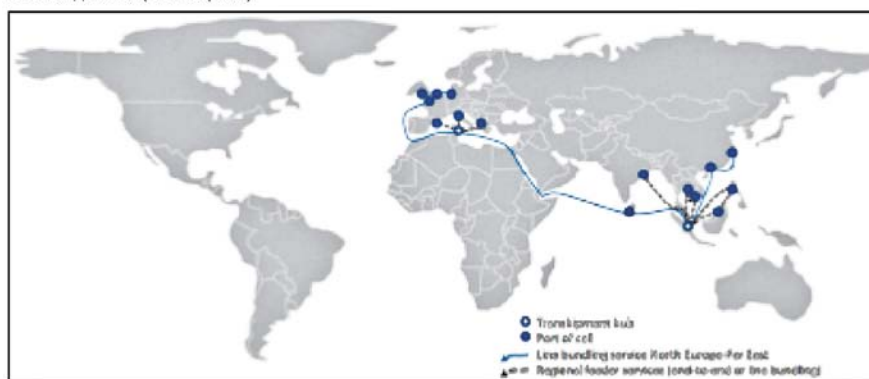 Transshipment hub
Port of call
Line bundling service North Europe-Far East
Regional feeder services (end-to-end or line bundling)